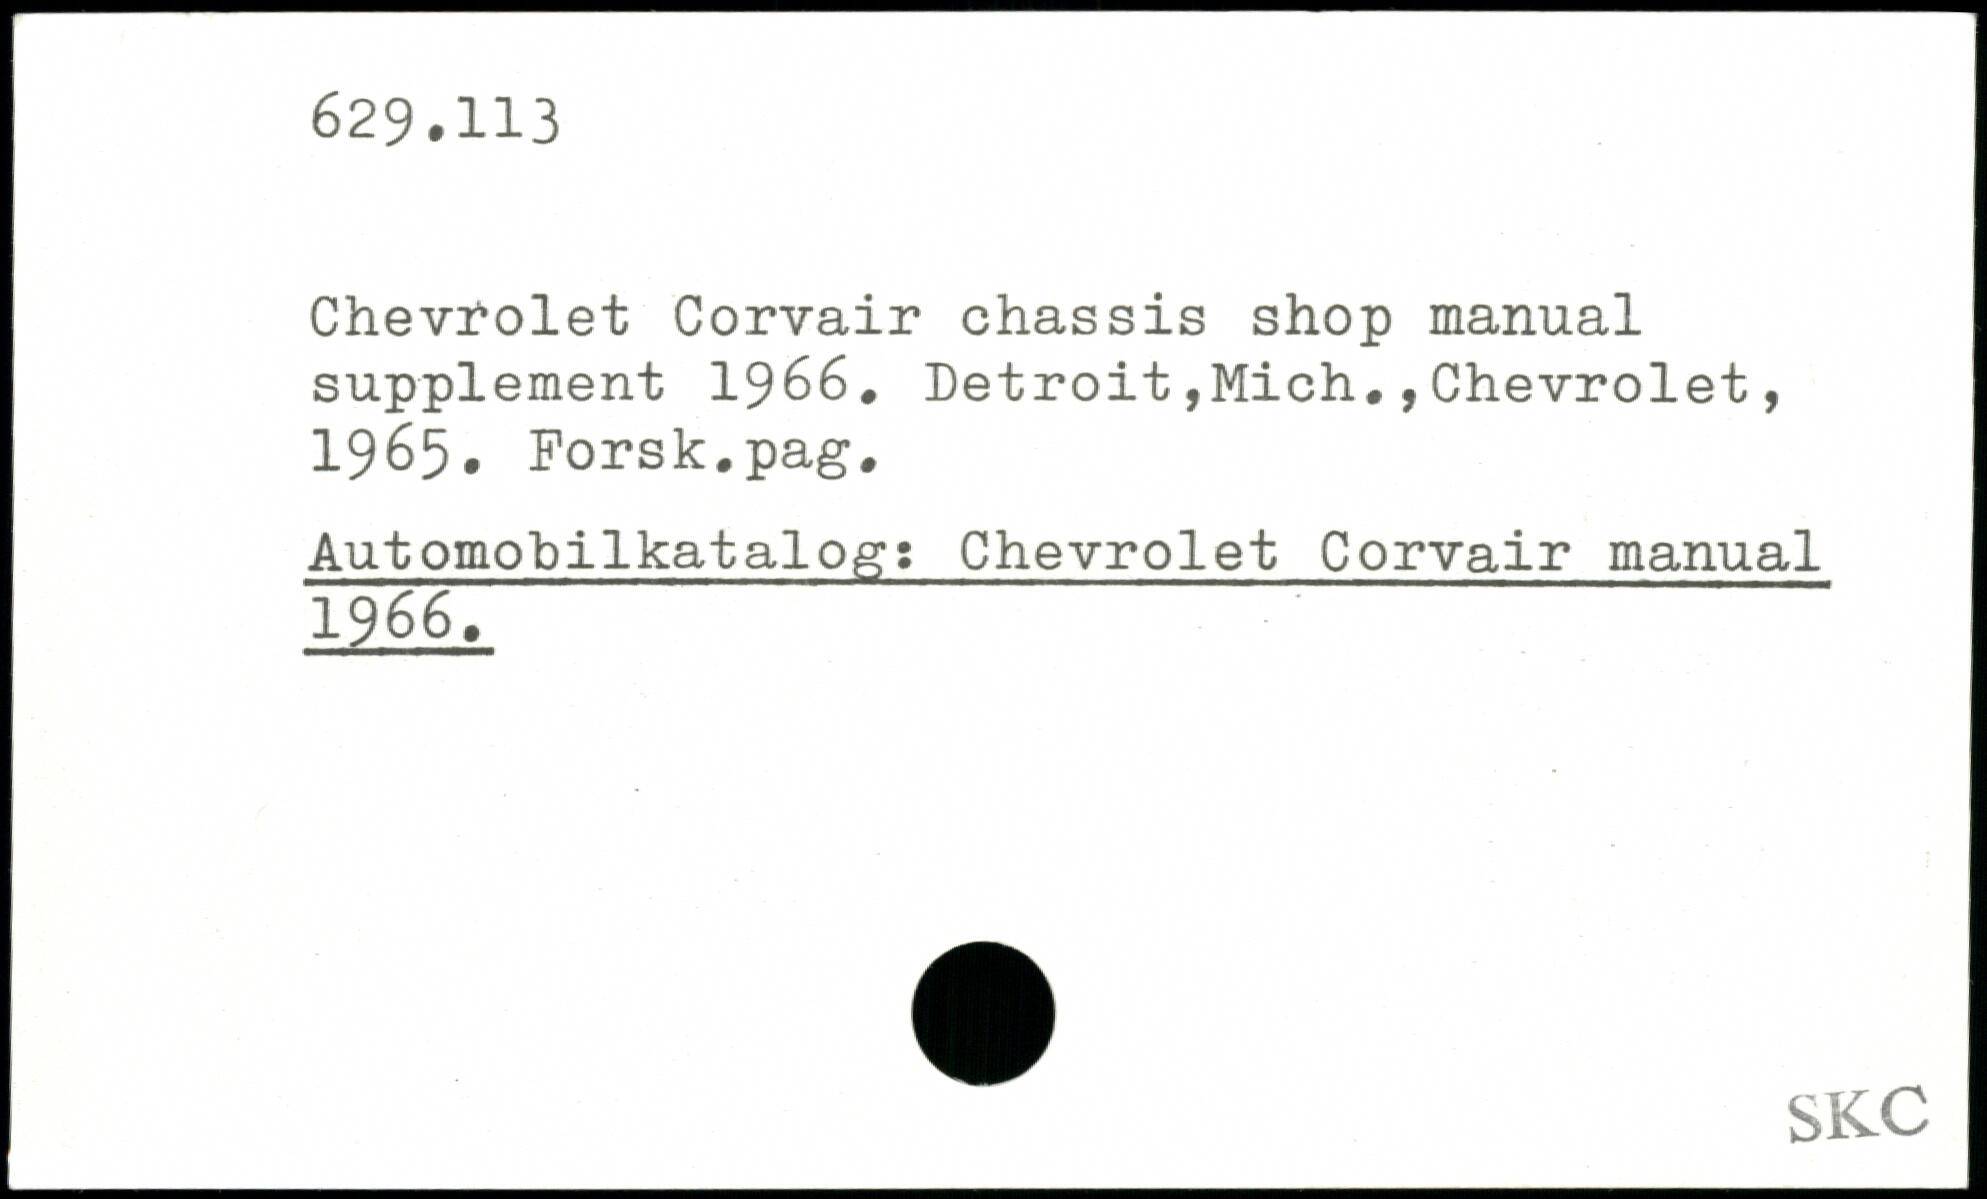 629.113
Chevrolet Corvair chassis shop manual
supplement 1966. Detroit,Mich.,Chevrolet,
1965. Forsk.pag.
Automobilkatalog: Chevrolet Corvair manual
1966.
SKC